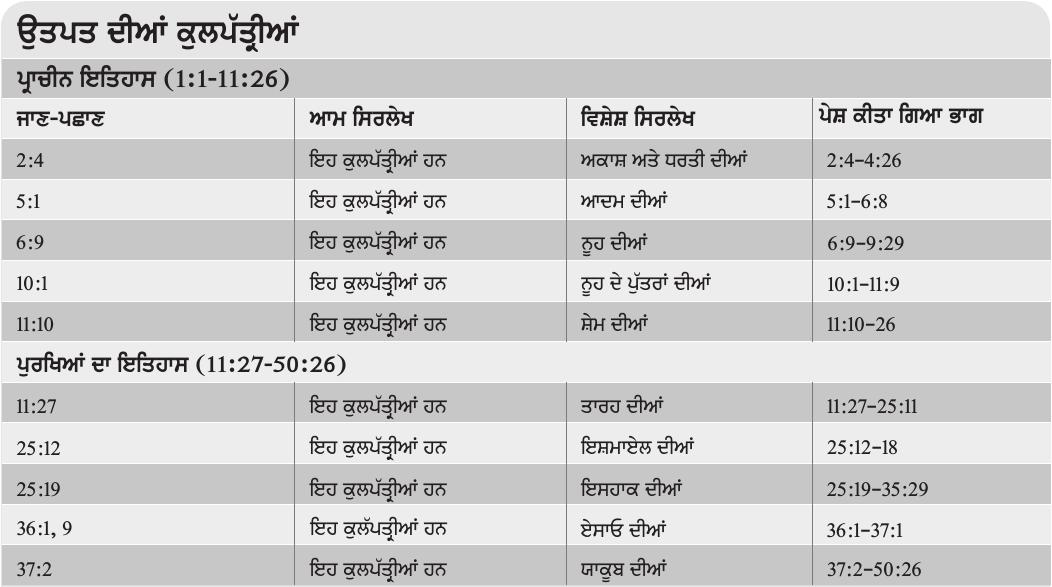 ਉਤਪਤ ਦੀਆਂ ਕੁਲਪੱਤ੍ਰੀਆਂ
ਪ੍ਰਾਚੀਨ ਇਤਿਹਾਸ (1:1-11:26)
ਜਾਣ-ਪਛਾਣ ਆਮ ਸਿਰਲੇਖ ਵਿਸ਼ੇਸ਼ ਸਿਰਲੇਖ ਪੇਸ਼ ਕੀਤਾ ਗਿਆ ਭਾਗ
2:4 ਇਹ ਕੁਲਪੱਤ੍ਰੀਆਂ ਹਨ ਅਕਾਸ਼ ਅਤੇ ਧਰਤੀ ਦੀਆਂ 2:4–4:26
5:1 ਇਹ ਕੁਲਪੱਤ੍ਰੀਆਂ ਹਨ ਆਦਮ ਦੀਆਂ 5:1–6:8
6:9 ਇਹ ਕੁਲਪੱਤ੍ਰੀਆਂ ਹਨ ਨੂਹ ਦੀਆਂ 6:9–9:29
10:1 ਇਹ ਕੁਲਪੱਤ੍ਰੀਆਂ ਹਨ ਨੂਹ ਦੇ ਪੁੱਤਰਾਂ ਦੀਆਂ 10:1–11:9
11:10 ਇਹ ਕੁਲਪੱਤ੍ਰੀਆਂ ਹਨ ਸ਼ੇਮ ਦੀਆਂ 11:10–26
ਪੁਰਖਿਆਂ ਦਾ ਇਤਿਹਾਸ (11:27-50:26)
11:27 ਇਹ ਕੁਲਪੱਤ੍ਰੀਆਂ ਹਨ ਤਾਰਹ ਦੀਆਂ 11:27–25:11
25:12 ਇਹ ਕੁਲਪੱਤ੍ਰੀਆਂ ਹਨ ਇਸ਼ਮਾਏਲ ਦੀਆਂ 25:12–18
25:19 ਇਹ ਕੁਲਪੱਤ੍ਰੀਆਂ ਹਨ ਇਸਹਾਕ ਦੀਆਂ 25:19–35:29
36:1, 9 ਇਹ ਕੁਲੱਪਤ੍ਰੀਆਂ ਹਨ ਏਸਾਓ ਦੀਆਂ 36:1–37:1
37:2 ਇਹ ਕੁਲਪੱਤ੍ਰੀਆਂ ਹਨ ਯਾਕੂਬ ਦੀਆਂ 37:2–50:26